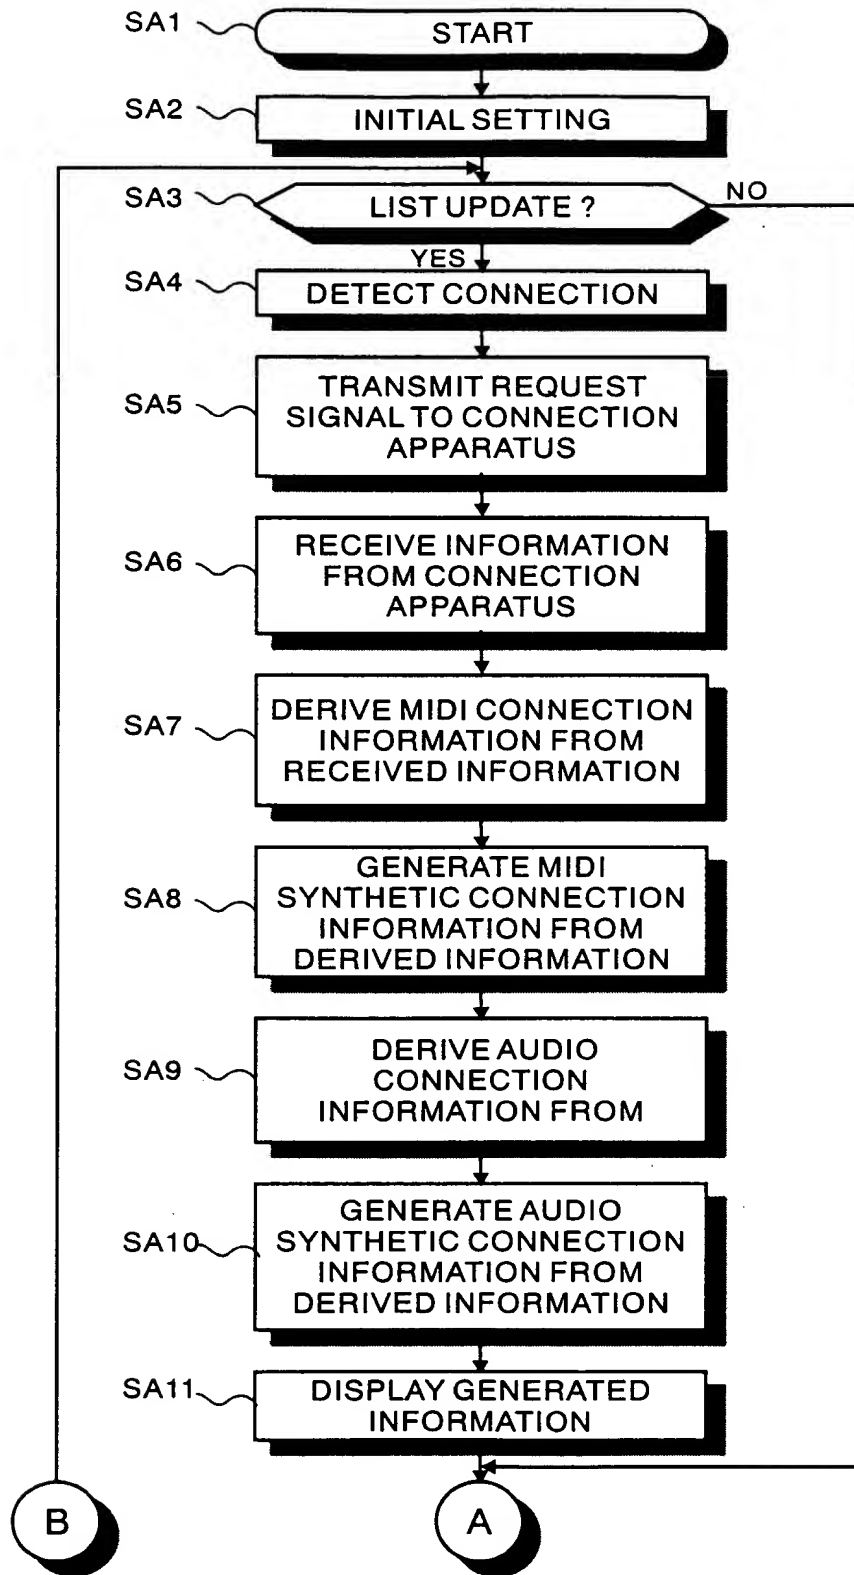 SA1
START
SA2
INITIAL SETTING
SA3
LIST UPDATE ?
NO
YES
SA4
DETECT CONNECTION
SA5
TRANSMIT REQUEST
SIGNAL TO CONNECTION
APPARATUS
SA6
RECEIVE INFORMATION
FROM CONNECTION
APPARATUS
SA7
DERIVE MIDI CONNECTION
INFORMATION FROM
RECEIVED INFORMATION
SA8
GENERATE MIDI
SYNTHETIC CONNECTION
INFORMATION FROM
DERIVED INFORMATION
SA9
DERIVE AUDIO
CONNECTION
INFORMATION FROM
SA10
GENERATE AUDIO
SYNTHETIC CONNECTION
INFORMATION FROM
DERIVED INFORMATION
SA11
DISPLAY GENERATED
INFORMATION
B
A